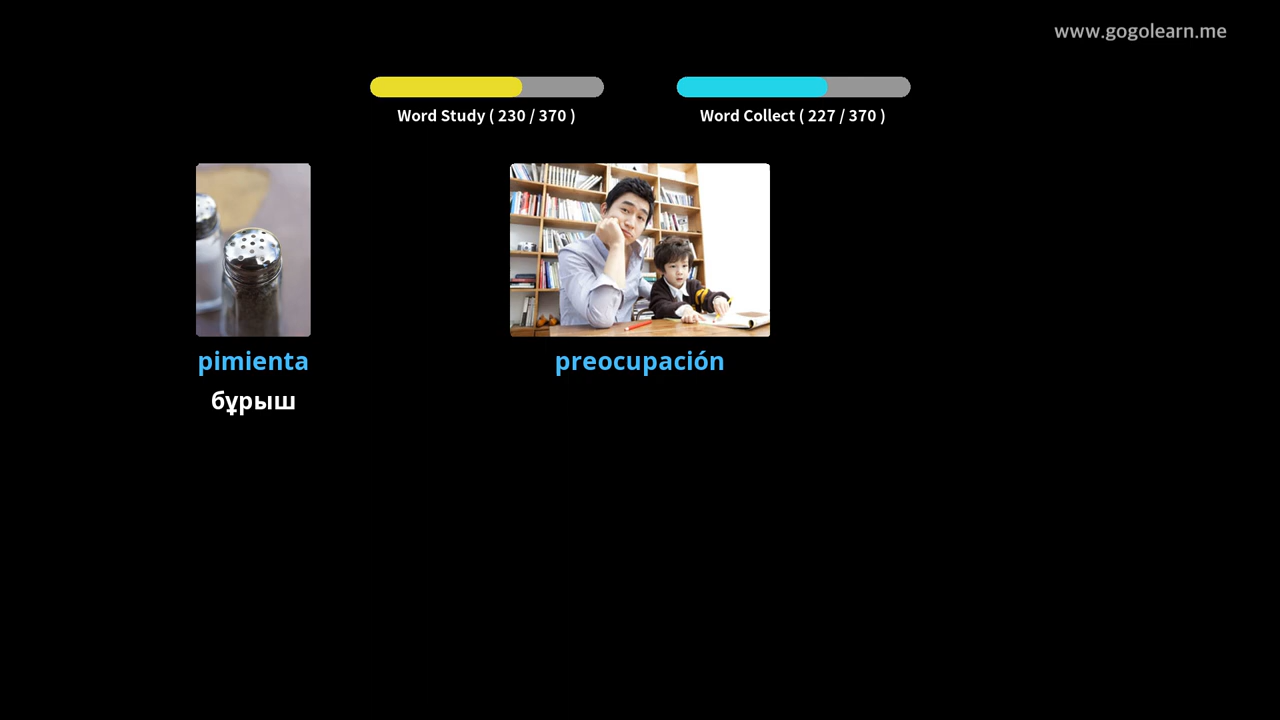 www.gogolearn.me
Word Study ( 230 / 370 )
Word Collect ( 227 / 370 )
pimienta
preocupación
бұрыш